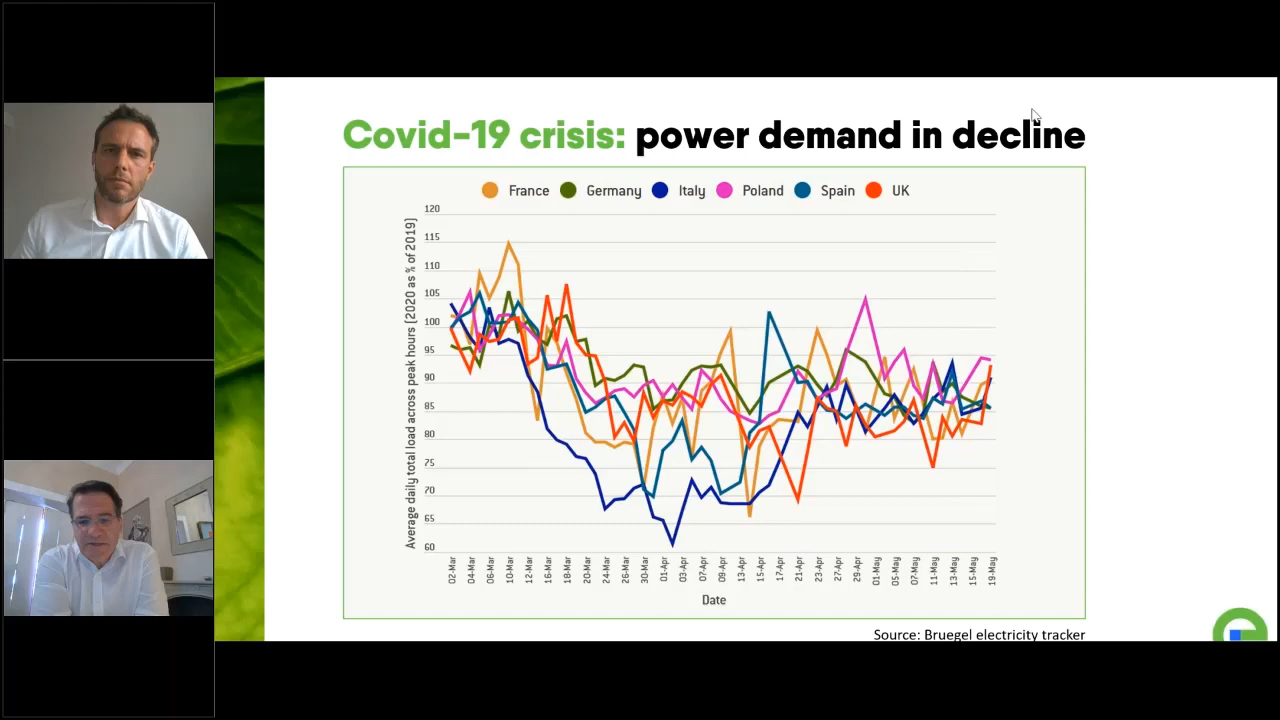 Covid-19 crisis: power demand in decline
France Germany Italy Poland Spain UK
Average daily total load across peak hours [2020 as % of 2019]
120
115
110
105
100
95
90
85
80
75
70
65
60
02-Mar 04-Mar 06-Mar 10-Mar 12-Mar 16-Mar 18-Mar 20-Mar 24-Mar 26-Mar 30-Mar 01-Apr 03-Apr 07-Apr 09-Apr 13-Apr 15-Apr 17-Apr 21-Apr 23-Apr 27-Apr 29-Apr 01-May 05-May 07-May 11-May 13-May 15-May 19-May
Date
Source: Bruegel electricity tracker